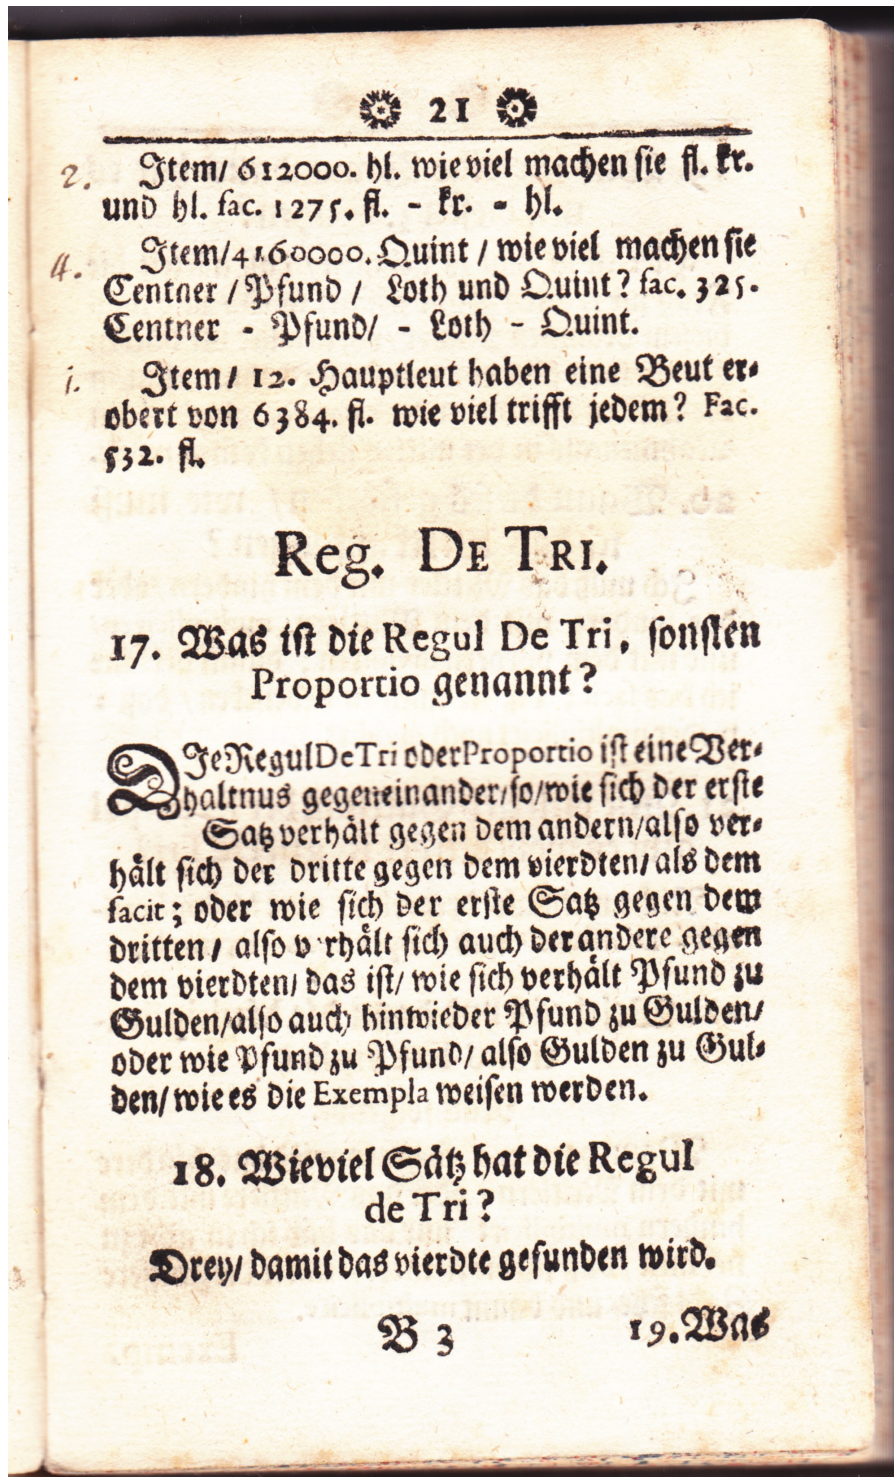 21
2. Item/ 612000. hl. wie viel machen sie fl. kr.
und hl. fac. 1275. fl. - kr. - hl.
4. Item/ 4160000. Quint / wie viel machen sie
Centner / Pfund / Loth und Quint? fac. 325.
Centner - Pfund/ - Loth - Quint.
i. Item/ 12. Hauptleut haben eine Beut er-
obert von 6384. fl. wie viel trifft jedem? Fac.
532. fl.
Reg. DE TRI.
17. Was ist die Regul De Tri, sonsten
Proportio genannt?
DIe Regul De Tri oder Proportio ist eine Ver-
haltnus gegeneinander/ so/ wie sich der erste
Satz verhält gegen dem andern/ also ver-
hält sich der dritte gegen dem vierdten/ als dem
facit; oder wie sich der erste Satz gegen dem
dritten/ also v rhält sich auch der andere gegen
dem vierdten/ das ist/ wie sich verhält Pfund zu
Gulden/ also auch hinwieder Pfund zu Gulden/
oder wie Pfund zu Pfund/ also Gulden zu Gul-
den/ wie es die Exempla weisen werden.
18. Wieviel Sätz hat die Regul
de Tri?
Drey/ damit das vierdte gefunden wird.
B 3 19. Was